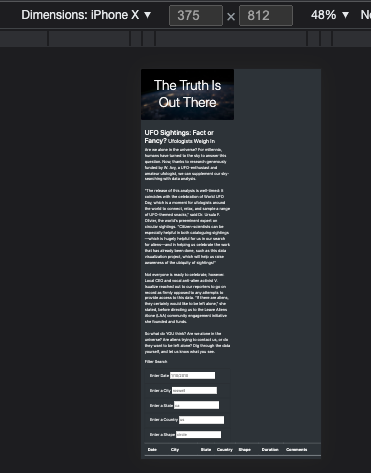 Dimensions: iPhone X ▼ 375 × 812 48% ▼ No
The Truth Is
Out There
UFO Sightings: Fact or
Fancy? Ufologists Weigh In
Are we alone in the universe? For millennia,
humans have turned to the sky to answer this
question. Now, thanks to research generously
funded by W. Avy, a UFO-enthusiast and
amateur ufologist, we can supplement our sky-
searching with data analysis.
"The release of this analysis is well-timed: it
coincides with the celebration of World UFO
Day, which is a moment for ufologists around
the world to connect, relax, and sample a range
of UFO-themed snacks," said Dr. Ursula F.
Olivier, the world's preeminent expert on
circular sightings. "Citizen-scientists can be
especially helpful in both cataloguing sightings
—which is hugely helpful for us in our search
for aliens—and in helping us celebrate the work
that has already been done, such as this data
visualization project, which will help us raise
awareness of the ubiquity of sightings!"
Not everyone is ready to celebrate, however.
Local CEO and vocal anti-alien activist V.
Isualize reached out to our reporters to go on
record as firmly opposed to any attempts to
provide access to this data. "If there are aliens,
they certainly would like to be left alone," she
stated, before directing us to the Leave Aliens
Alone (LAA) community engagement initiative
she founded and funds.
So what do YOU think? Are we alone in the
universe? Are aliens trying to contact us, or do
they want to be left alone? Dig through the data
yourself, and let us know what you see.
Filter Search
Enter Date
Enter a City roswell
Enter a State ca
Enter a Country us
Enter a Shape circle
Date City State Country Shape Duration Comments